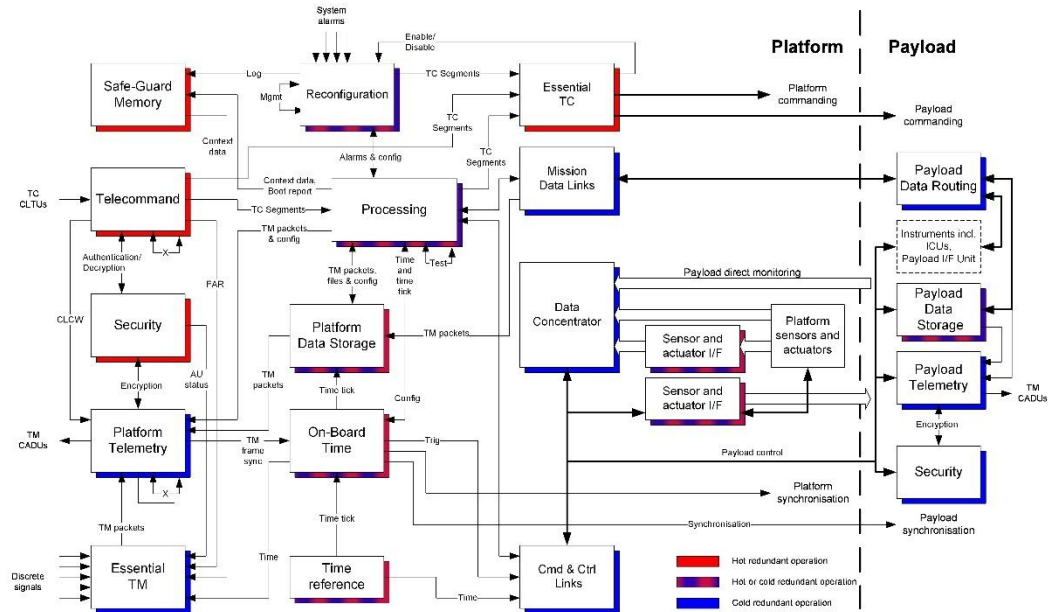 System
alarms
Enable/
Disable
Platform
Payload
Safe-Guard
Memory
Log
Mgmt
Reconfiguration
TC Segments
Essential
TC
Platform
commanding
Payload
commanding
Context
data
TC
Segments
Alarms & config
TC
Segments
Mission
Data Links
Payload
Data Routing
TC
CLTUs
Telecommand
Context data,
Boot report
TC Segments
Processing
TM packets
& config
X
Test
Instruments incl.
ICUs,
Payload I/F Unit
Authentication/
Decryption
FAR
TM packets,
files & config
Time
and
time
tick
Payload direct monitoring
CLCW
Security
Platform
Data Storage
TM packets
Data
Concentrator
Sensor and
actuator I/F
Platform
sensors and
actuators
Payload
Data
Storage
Encryption
AU
status
TM
packets
Time tick
Config
Sensor and
actuator I/F
Payload
Telemetry
TM
CADUs
TM
CADUs
Platform
Telemetry
TM
frame
sync
On-Board
Time
Trig
Payload control
Encryption
Security
X
Platform
synchronisation
TM packets
Time tick
Synchronisation
Payload
synchronisation
Discrete
signals
Essential
TM
Time
Time
reference
Time
Cmd & Ctrl
Links
Hot redundant operation
Hot or cold redundant operation
Cold redundant operation